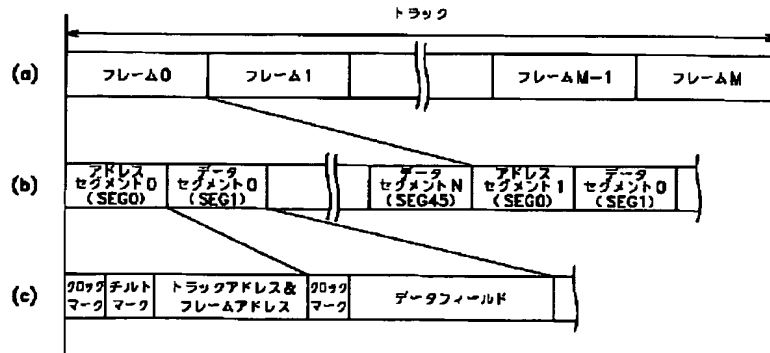 トラック
(a)
フレーム0
フレーム1
フレームM-1
フレームM
(b)
アドレス
セグメント0
(SEG0)
データ
セグメント0
(SEG1)
データ
セグメントN
(SEG45)
アドレス
セグメント1
(SEG0)
データ
セグメント0
(SEG1)
(c)
クロック
マーク
チルト
マーク
トラックアドレス&
フレームアドレス
クロック
マーク
データフィールド